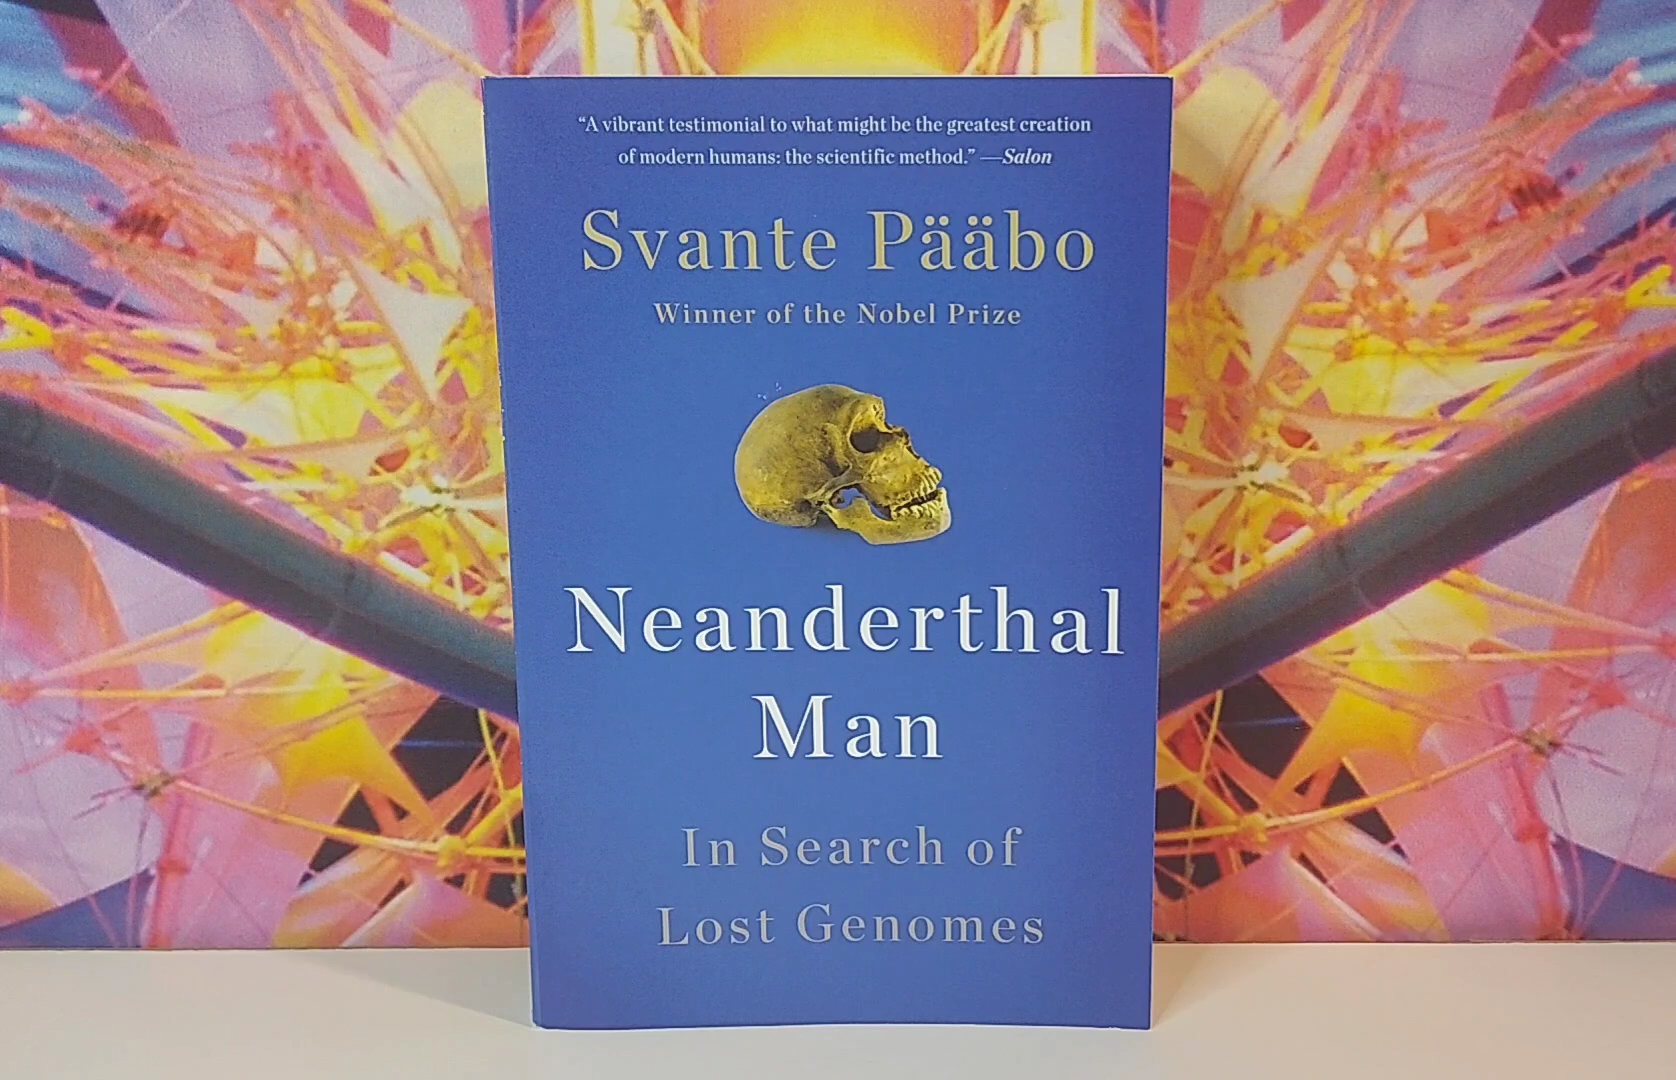 “A vibrant testimonial to what might be the greatest creation
of modern humans: the scientific method.” —Salon
Svante Pääbo
Winner of the Nobel Prize
Neanderthal
Man
In Search of
Lost Genomes